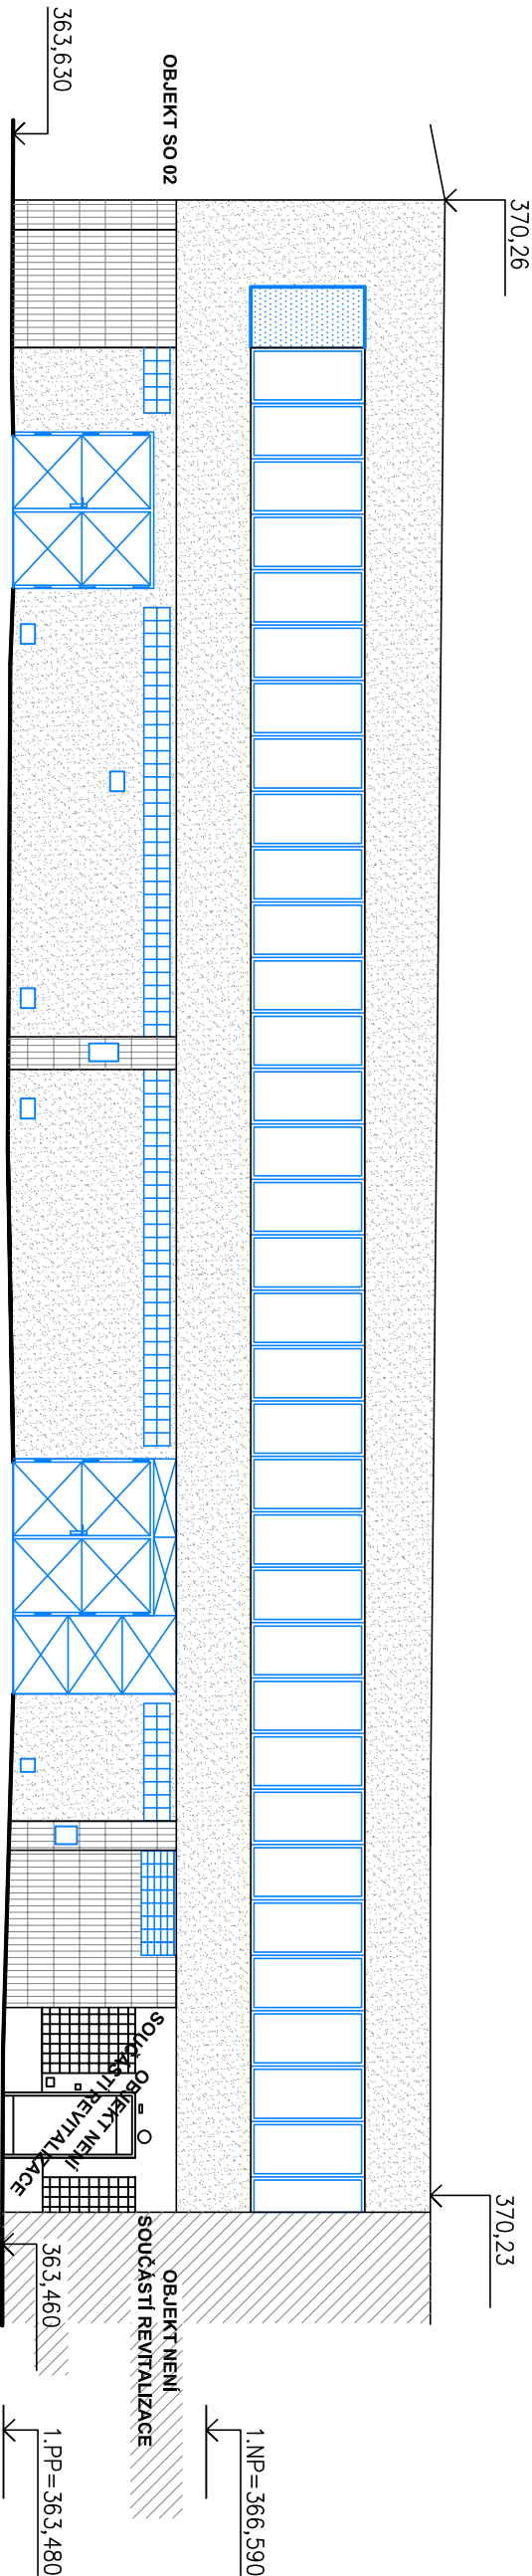 363,630
OBJEKT SO 02
370,26
OBJEKT NENÍ
SOUČÁSTÍ REVITALIZACE
370,23
OBJEKT NENÍ
SOUČÁSTÍ REVITALIZACE
363,460
1.NP=366,590
1.PP=363,480